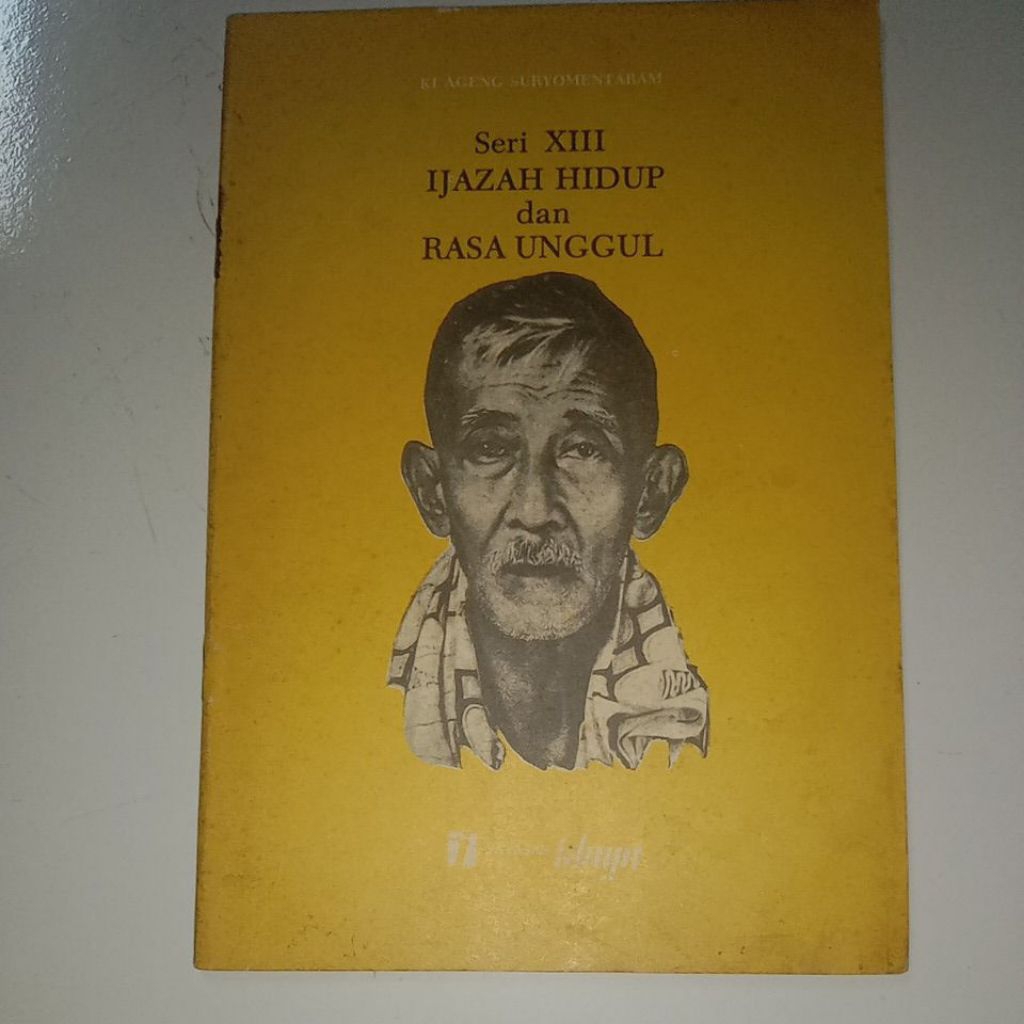 KI AGENG SURYOMENTARAM
Seri XIII
IJAZAH HIDUP
dan
RASA UNGGUL